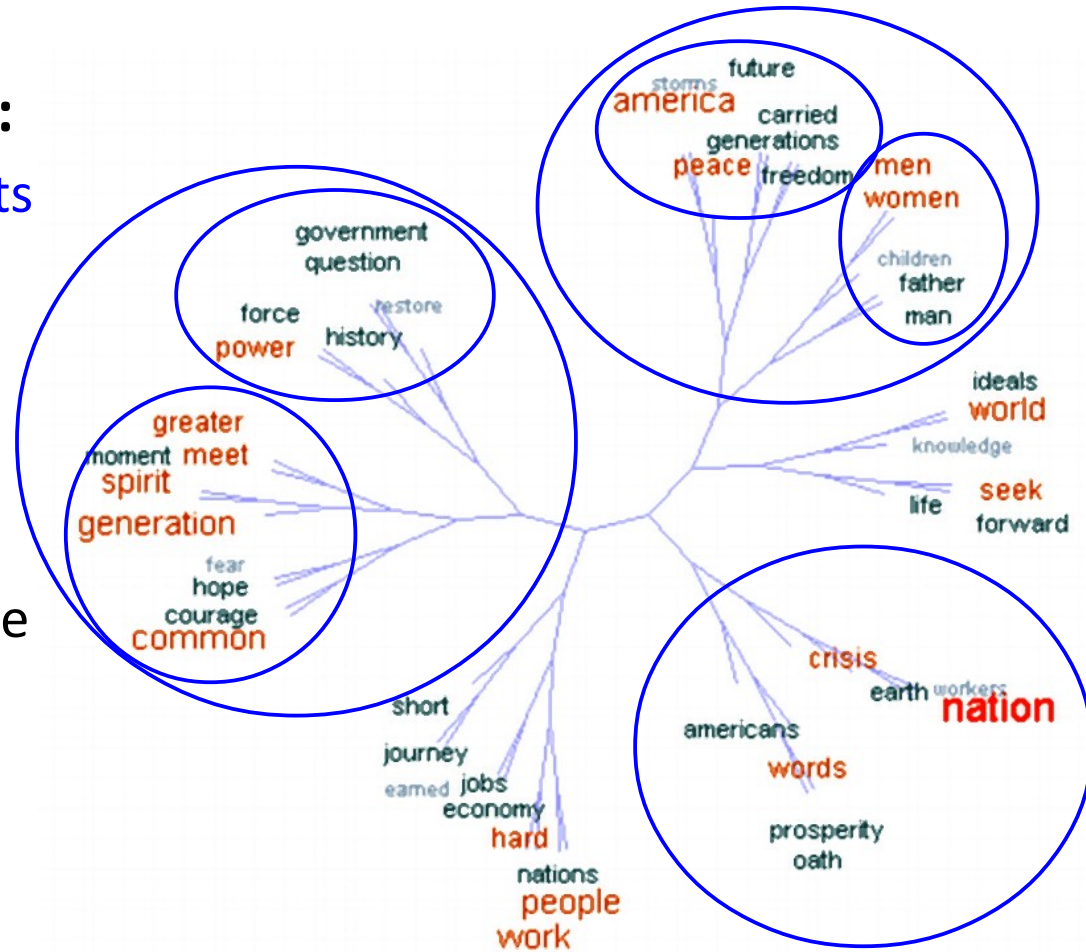 :
ts
e
future
storms
america
carried
generations
peace
freedom
men
women
children
father
man
government
question
restore
force
history
power
greater
moment meet
spirit
generation
fear
hope
courage
common
ideals
world
knowledge
seek
life
forward
crisis
earth workers
nation
americans
words
prosperity
oath
short
journey
earned jobs
economy
hard
nations
people
work